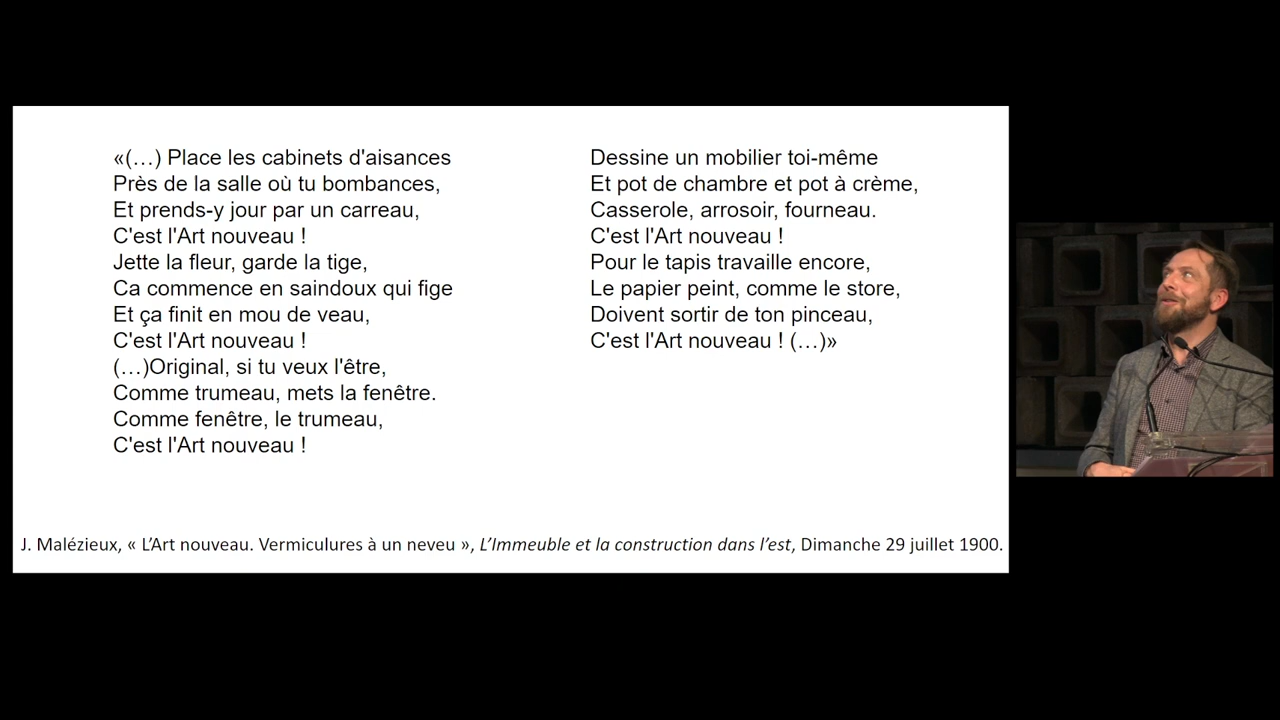 «(…) Place les cabinets d'aisances
Près de la salle où tu bombances,
Et prends-y jour par un carreau,
C'est l'Art nouveau !
Jette la fleur, garde la tige,
Ca commence en saindoux qui fige
Et ça finit en mou de veau,
C'est l'Art nouveau !
(…)Original, si tu veux l'être,
Comme trumeau, mets la fenêtre.
Comme fenêtre, le trumeau,
C'est l'Art nouveau !
Dessine un mobilier toi-même
Et pot de chambre et pot à crème,
Casserole, arrosoir, fourneau.
C'est l'Art nouveau !
Pour le tapis travaille encore,
Le papier peint, comme le store,
Doivent sortir de ton pinceau,
C'est l'Art nouveau ! (…)»
J. Malézieux, « L'Art nouveau. Vermiculures à un neveu », L'Immeuble et la construction dans l'est, Dimanche 29 juillet 1900.